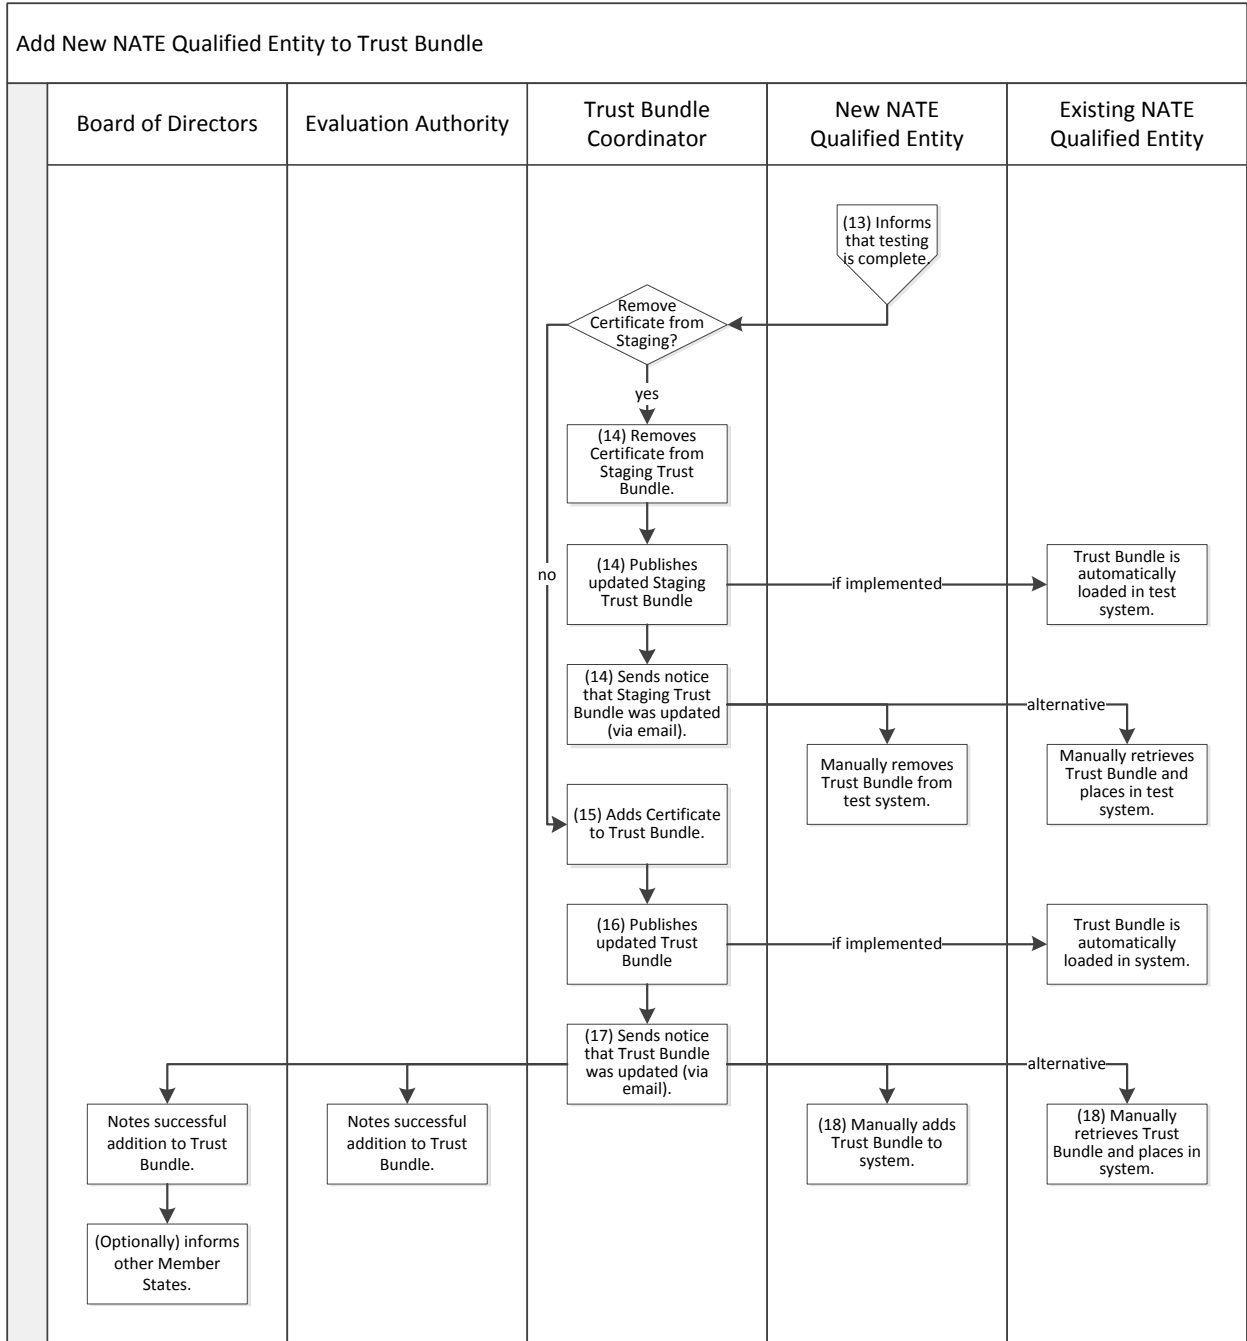 Add New NATE Qualified Entity to Trust Bundle
Board of Directors
Evaluation Authority
Trust Bundle
Coordinator
New NATE
Qualified Entity
Existing NATE
Qualified Entity
(13) Informs
that testing
is complete.
Remove
Certificate from
Staging?
yes
no
(14) Removes
Certificate from
Staging Trust
Bundle.
(14) Publishes
updated Staging
Trust Bundle
if implemented
Trust Bundle is
automatically
loaded in test
system.
(14) Sends notice
that Staging Trust
Bundle was updated
(via email).
alternative
Manually removes
Trust Bundle from
test system.
Manually retrieves
Trust Bundle and
places in test
system.
(15) Adds Certificate
to Trust Bundle.
(16) Publishes
updated Trust
Bundle
if implemented
Trust Bundle is
automatically
loaded in system.
(17) Sends notice
that Trust Bundle
was updated (via
email).
alternative
Notes successful
addition to Trust
Bundle.
Notes successful
addition to Trust
Bundle.
(18) Manually adds
Trust Bundle to
system.
(18) Manually
retrieves Trust
Bundle and places in
system.
(Optionally) informs
other Member
States.